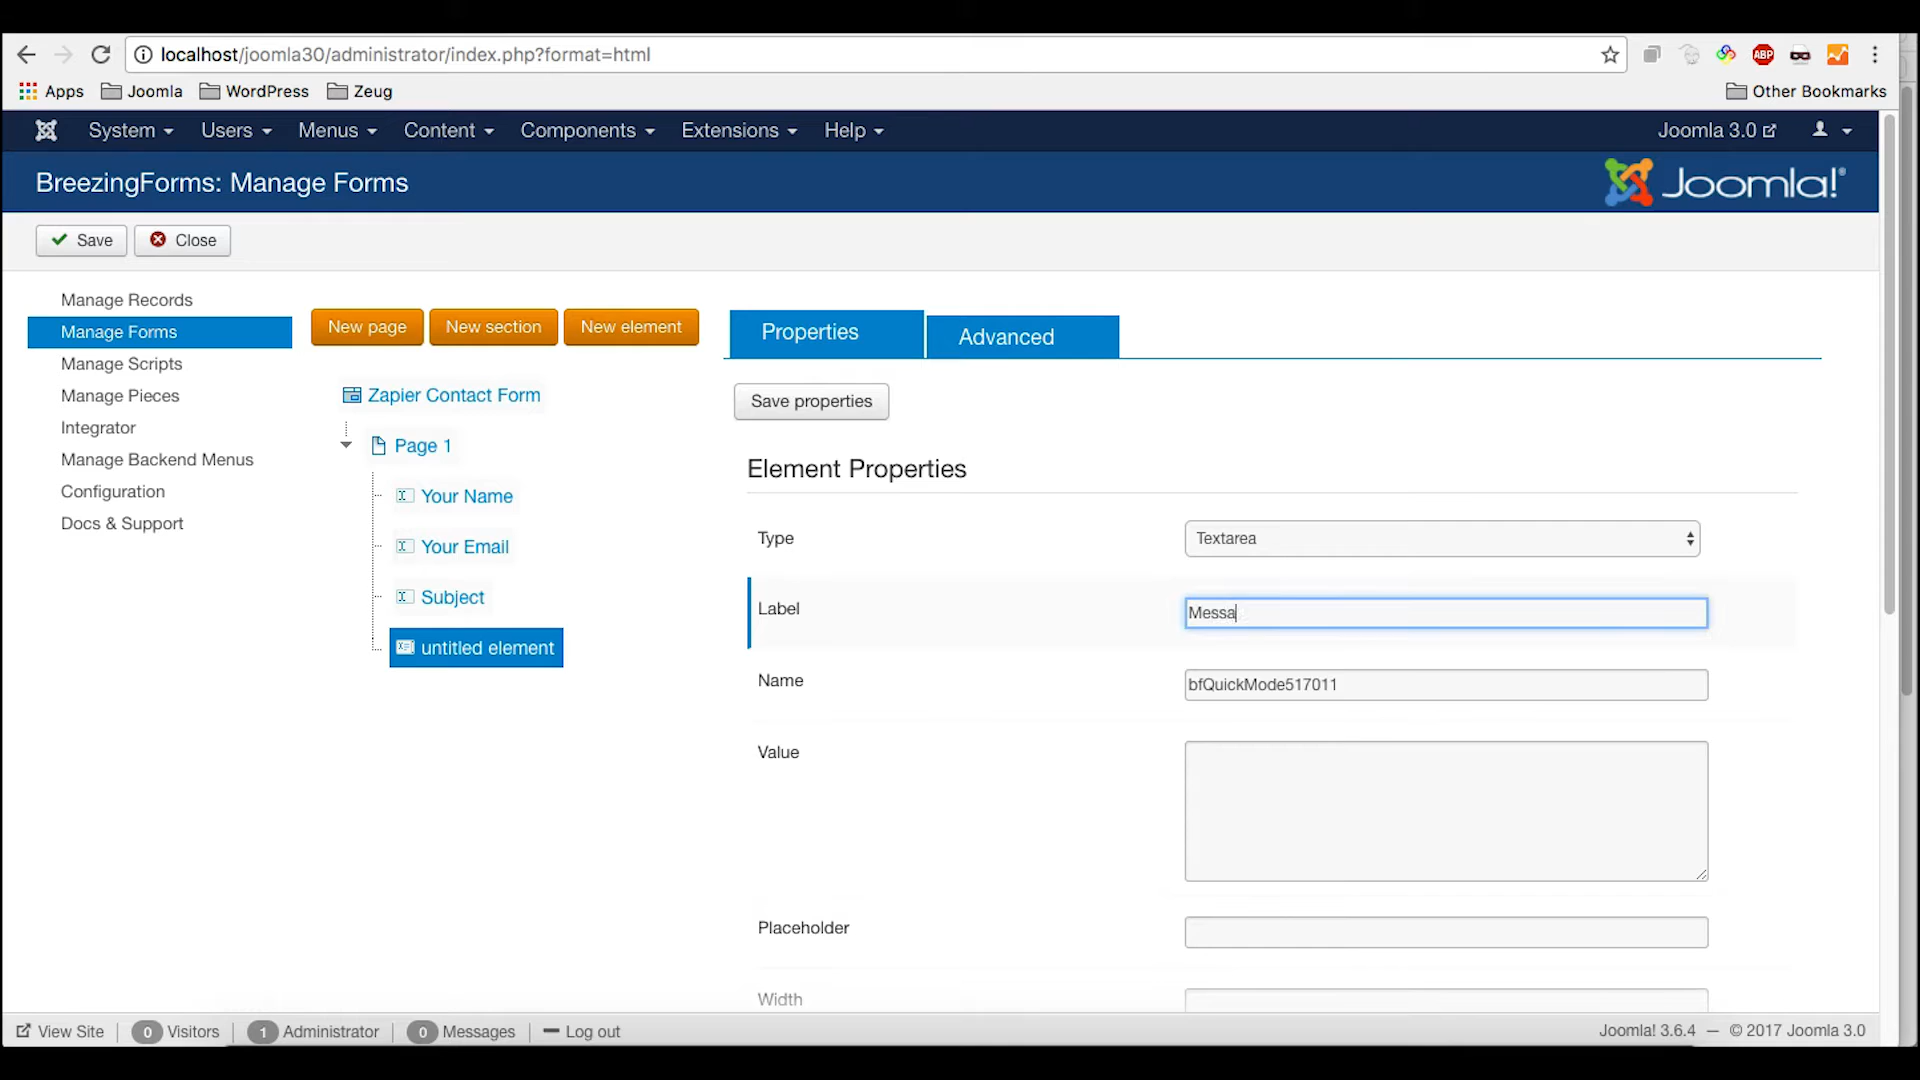 localhost/joomla30/administrator/index.php?format=html
ABP
Apps Joomla WordPress Zeug Other Bookmarks
System Users Menus Content Components Extensions Help Joomla 3.0
BreezingForms: Manage Forms
Joomla!®
Save Close
Manage Records
Manage Forms
Manage Scripts
Manage Pieces
Integrator
Manage Backend Menus
Configuration
Docs & Support
New page New section New element
Zapier Contact Form
Page 1
Your Name
Your Email
Subject
untitled element
Properties Advanced
Save properties
Element Properties
Type Textarea
Label Messa
Name bfQuickMode517011
Value
Placeholder
Width
View Site 0 Visitors 1 Administrator 0 Messages Log out Joomla! 3.6.4 — © 2017 Joomla 3.0